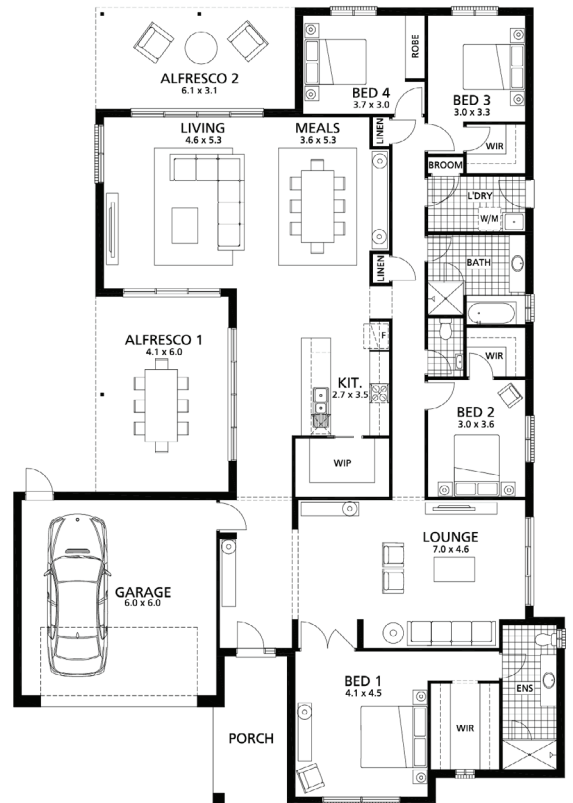 ROBE
ALFRESCO 2
6.1 x 3.1
BED 4
3.7 x 3.0
BED 3
3.0 x 3.3
LIVING
4.6 x 5.3
MEALS
3.6 x 5.3
LINEN
WIR
BROOM
L'DRY
W/M
BATH
LINEN
ALFRESCO 1
4.1 x 6.0
F
WIR
KIT.
2.7 x 3.5
BED 2
3.0 x 3.6
WIP
LOUNGE
7.0 x 4.6
GARAGE
6.0 x 6.0
BED 1
4.1 x 4.5
ENS
WIR
PORCH